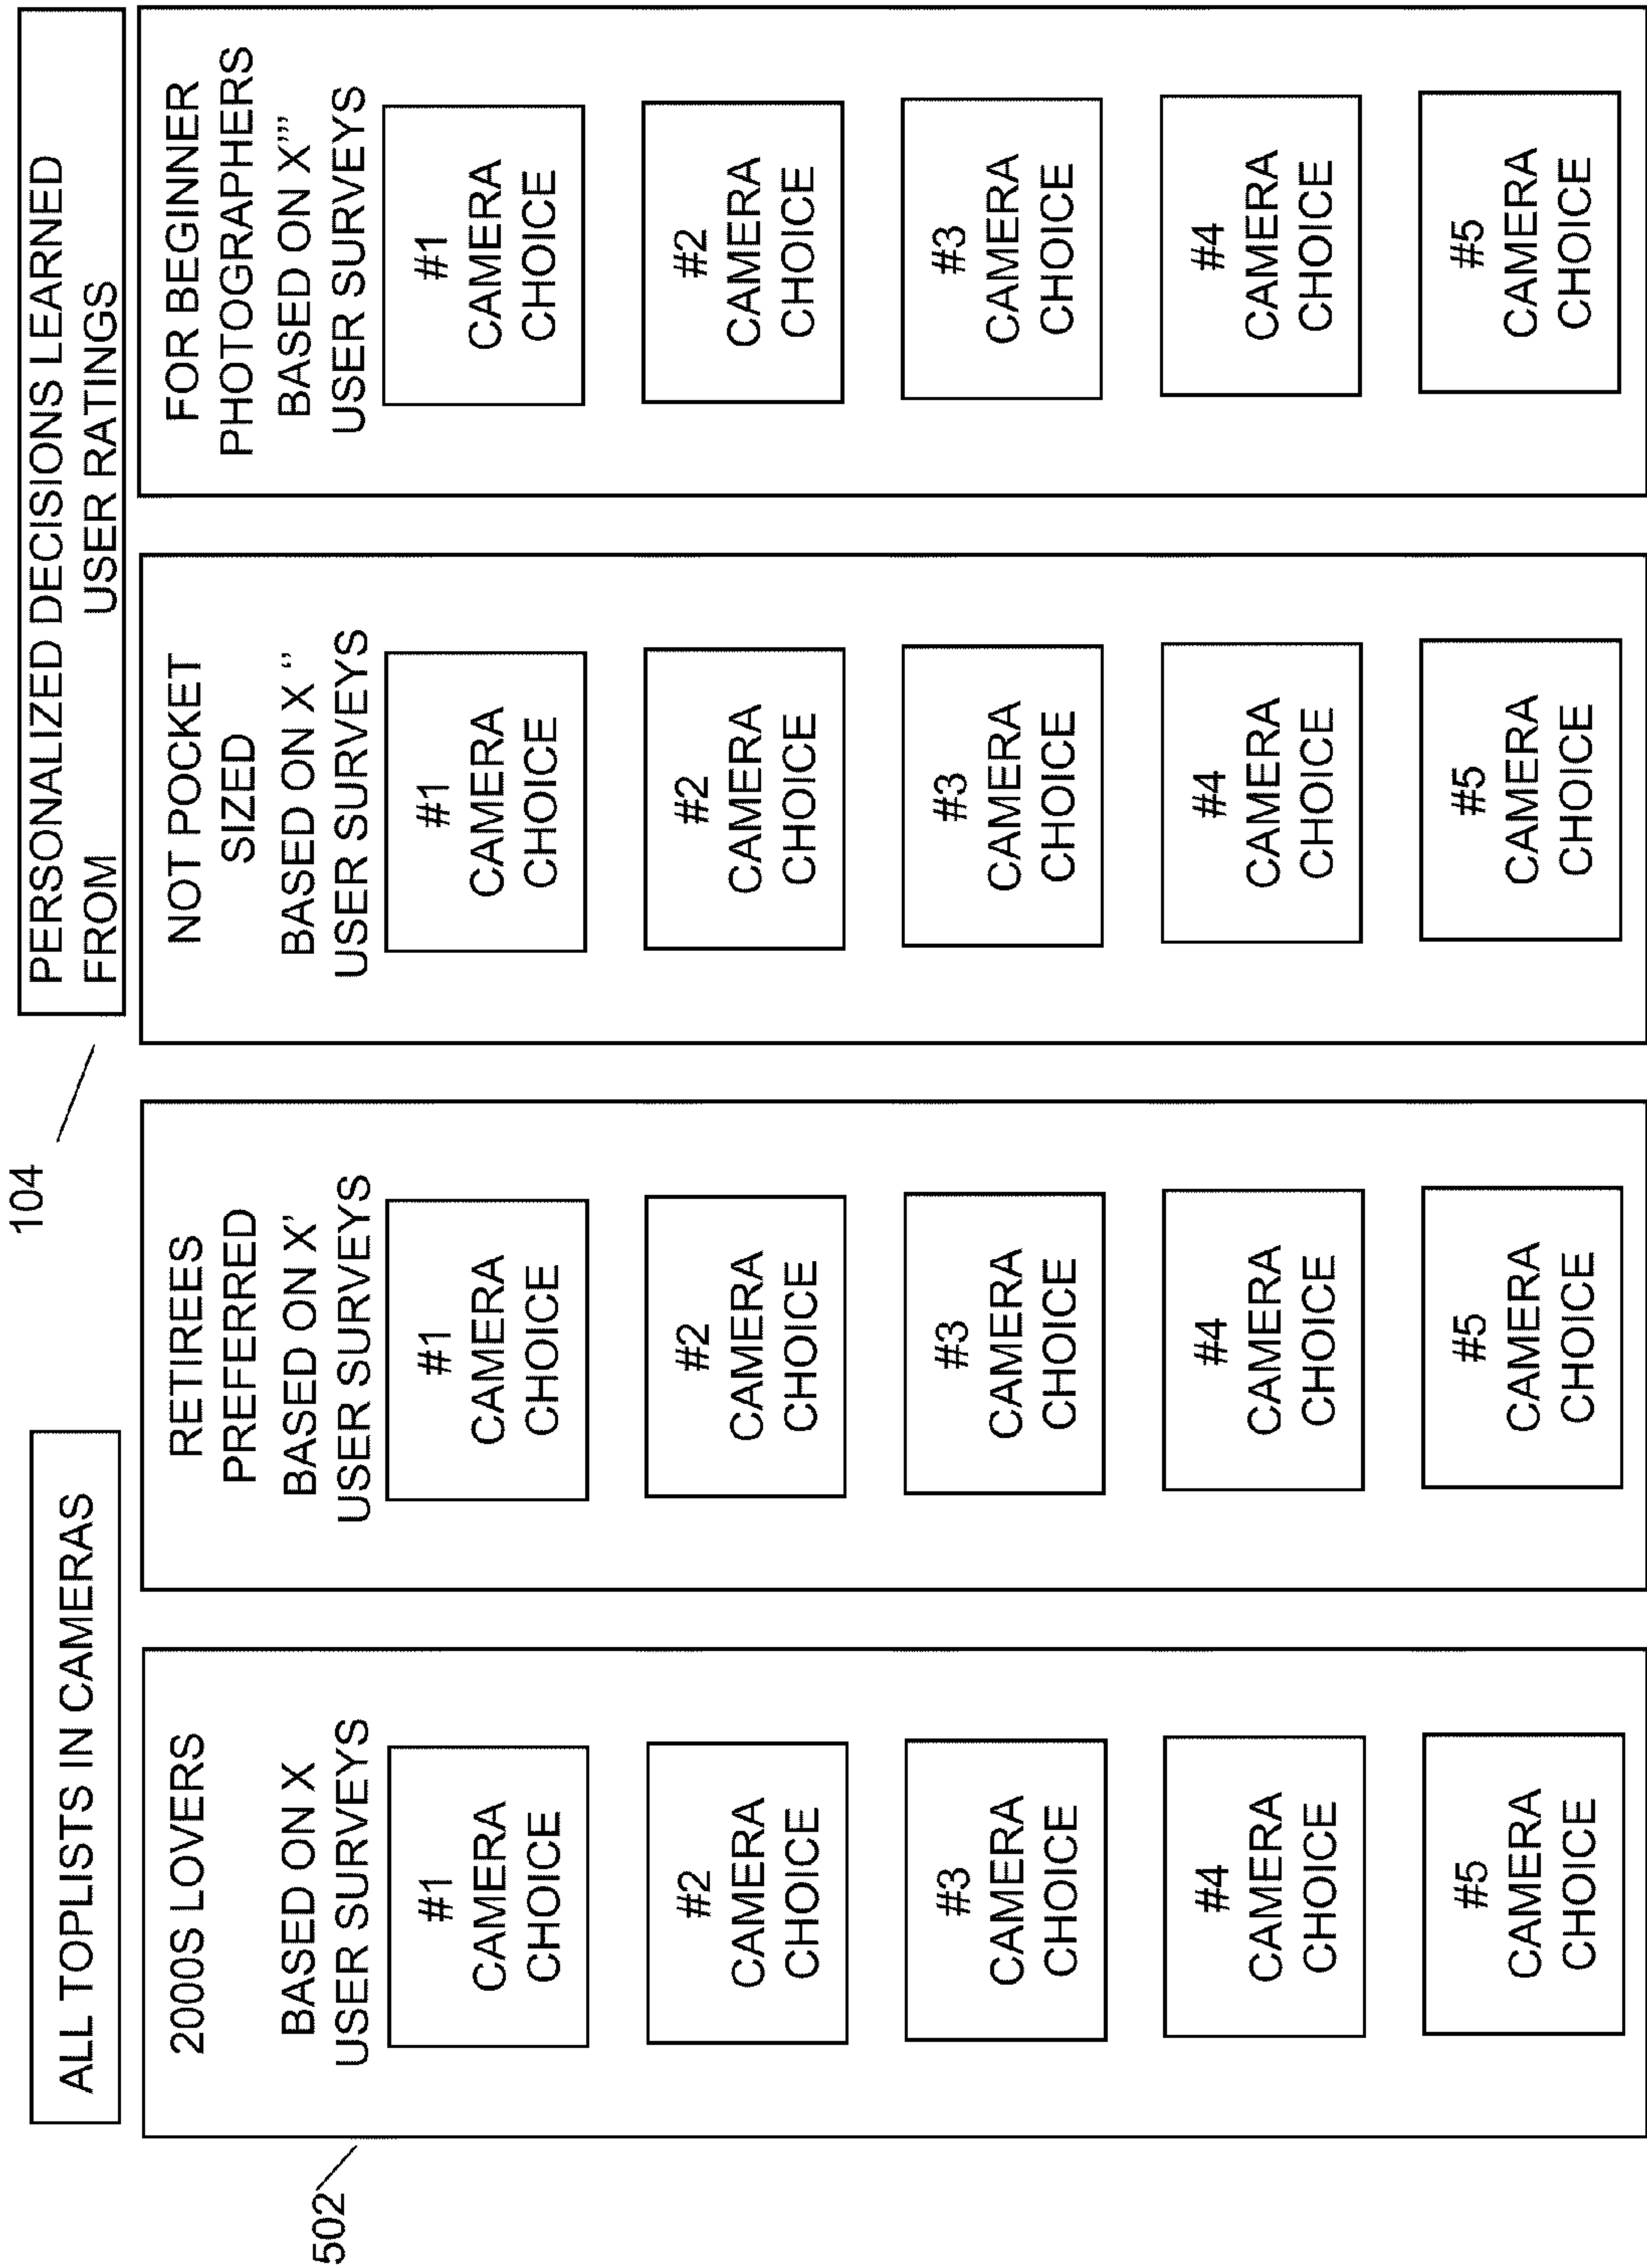 104
ALL TOPLISTS IN CAMERAS
PERSONALIZED DECISIONS LEARNED
FROM USER RATINGS
502
2000S LOVERS
BASED ON X
USER SURVEYS
#1
CAMERA
CHOICE
#2
CAMERA
CHOICE
#3
CAMERA
CHOICE
#4
CAMERA
CHOICE
#5
CAMERA
CHOICE
RETIREES
PREFERRED
BASED ON X'
USER SURVEYS
#1
CAMERA
CHOICE
#2
CAMERA
CHOICE
#3
CAMERA
CHOICE
#4
CAMERA
CHOICE
#5
CAMERA
CHOICE
NOT POCKET
SIZED
BASED ON X ''
USER SURVEYS
#1
CAMERA
CHOICE
#2
CAMERA
CHOICE
#3
CAMERA
CHOICE
#4
CAMERA
CHOICE
#5
CAMERA
CHOICE
FOR BEGINNER
PHOTOGRAPHERS
BASED ON X'''
USER SURVEYS
#1
CAMERA
CHOICE
#2
CAMERA
CHOICE
#3
CAMERA
CHOICE
#4
CAMERA
CHOICE
#5
CAMERA
CHOICE